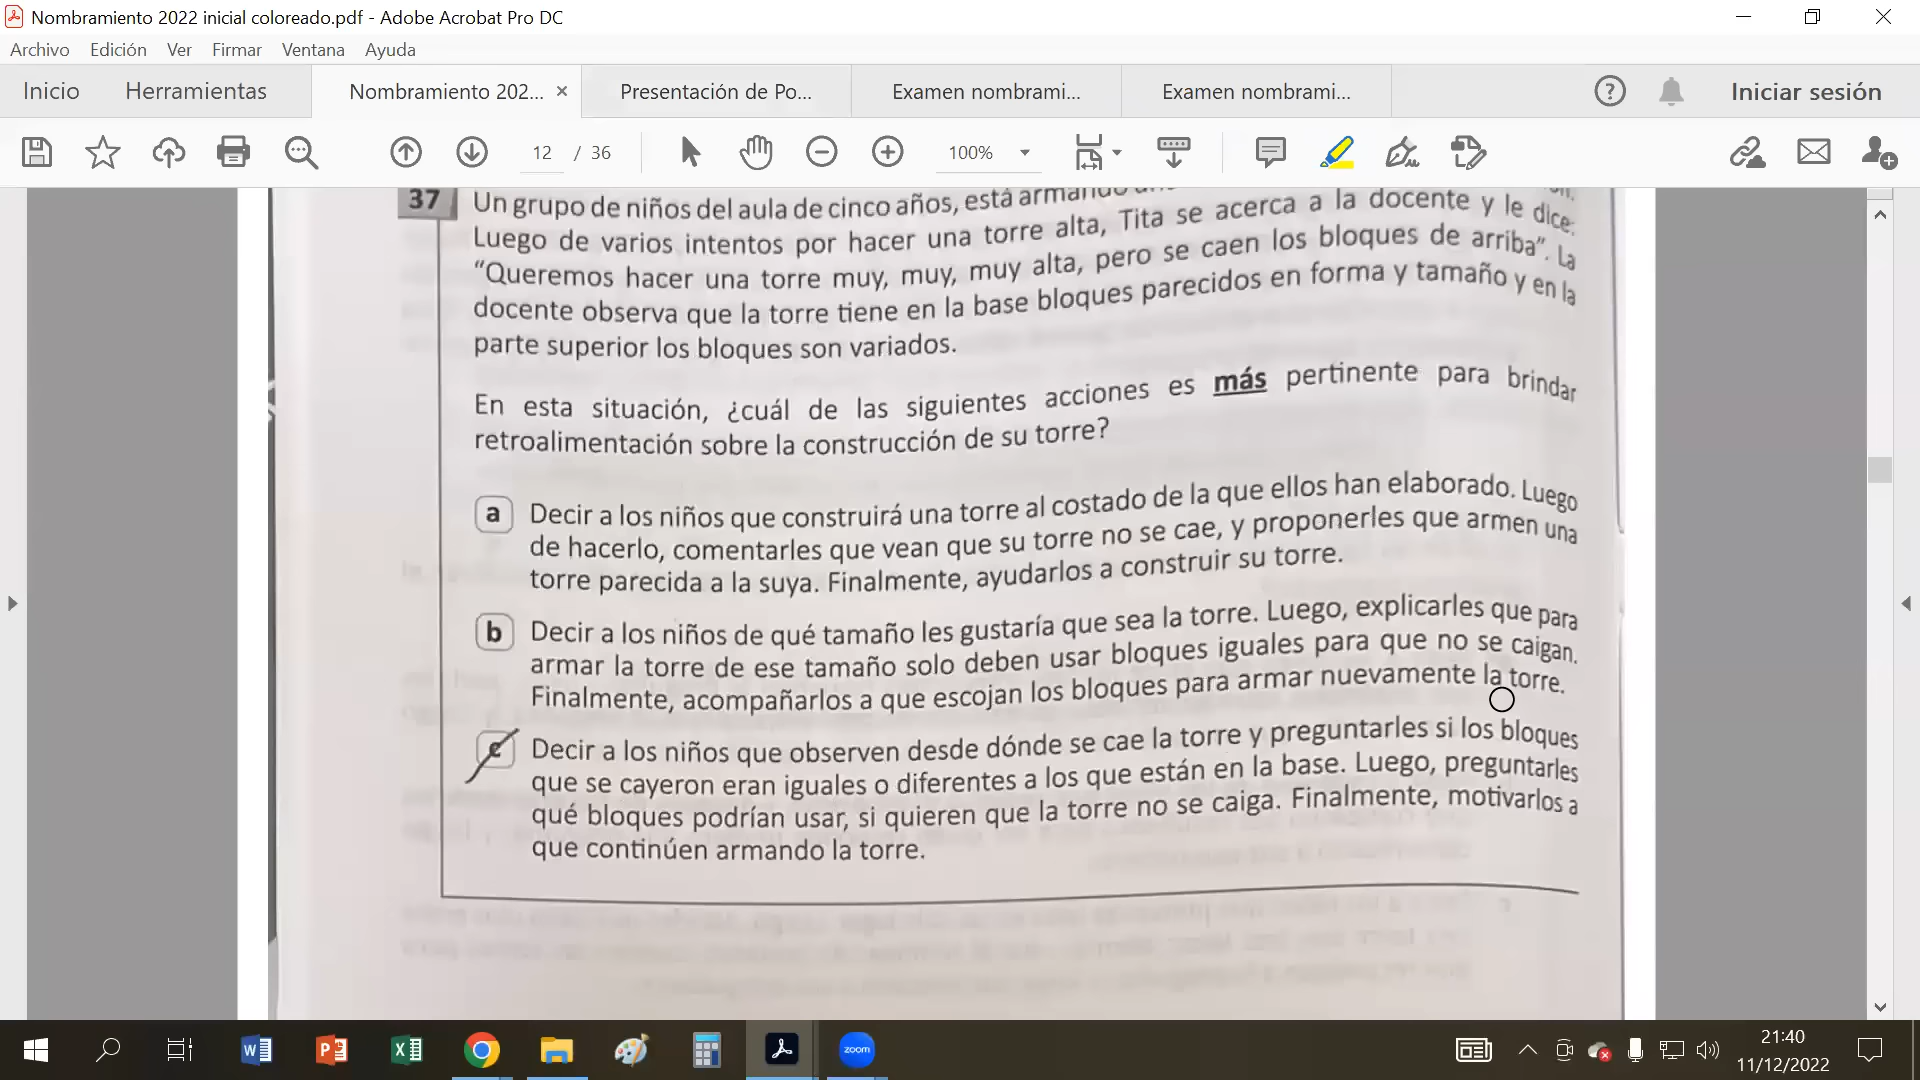 Nombramiento 2022 inicial coloreado.pdf - Adobe Acrobat Pro DC
Archivo Edición Ver Firmar Ventana Ayuda
Inicio Herramientas Nombramiento 202... × Presentación de Po... Examen nombrami... Examen nombrami... Iniciar sesión
12 / 36 100%
37 Un grupo de niños del aula de cinco años, está armando
Luego de varios intentos por hacer una torre alta, Tita se acerca a la docente y le dice:
“Queremos hacer una torre muy, muy, muy alta, pero se caen los bloques de arriba”. La
docente observa que la torre tiene en la base bloques parecidos en forma y tamaño y en la
parte superior los bloques son variados.
En esta situación, ¿cuál de las siguientes acciones es más pertinente para brindar
retroalimentación sobre la construcción de su torre?
a Decir a los niños que construirá una torre al costado de la que ellos han elaborado. Luego
de hacerlo, comentarles que vean que su torre no se cae, y proponerles que armen una
torre parecida a la suya. Finalmente, ayudarlos a construir su torre.
b Decir a los niños de qué tamaño les gustaría que sea la torre. Luego, explicarles que para
armar la torre de ese tamaño solo deben usar bloques iguales para que no se caigan.
Finalmente, acompañarlos a que escojan los bloques para armar nuevamente la torre.
c Decir a los niños que observen desde dónde se cae la torre y preguntarles si los bloques
que se cayeron eran iguales o diferentes a los que están en la base. Luego, preguntarles
qué bloques podrían usar, si quieren que la torre no se caiga. Finalmente, motivarlos a
que continúen armando la torre.
zoom
21:40
11/12/2022